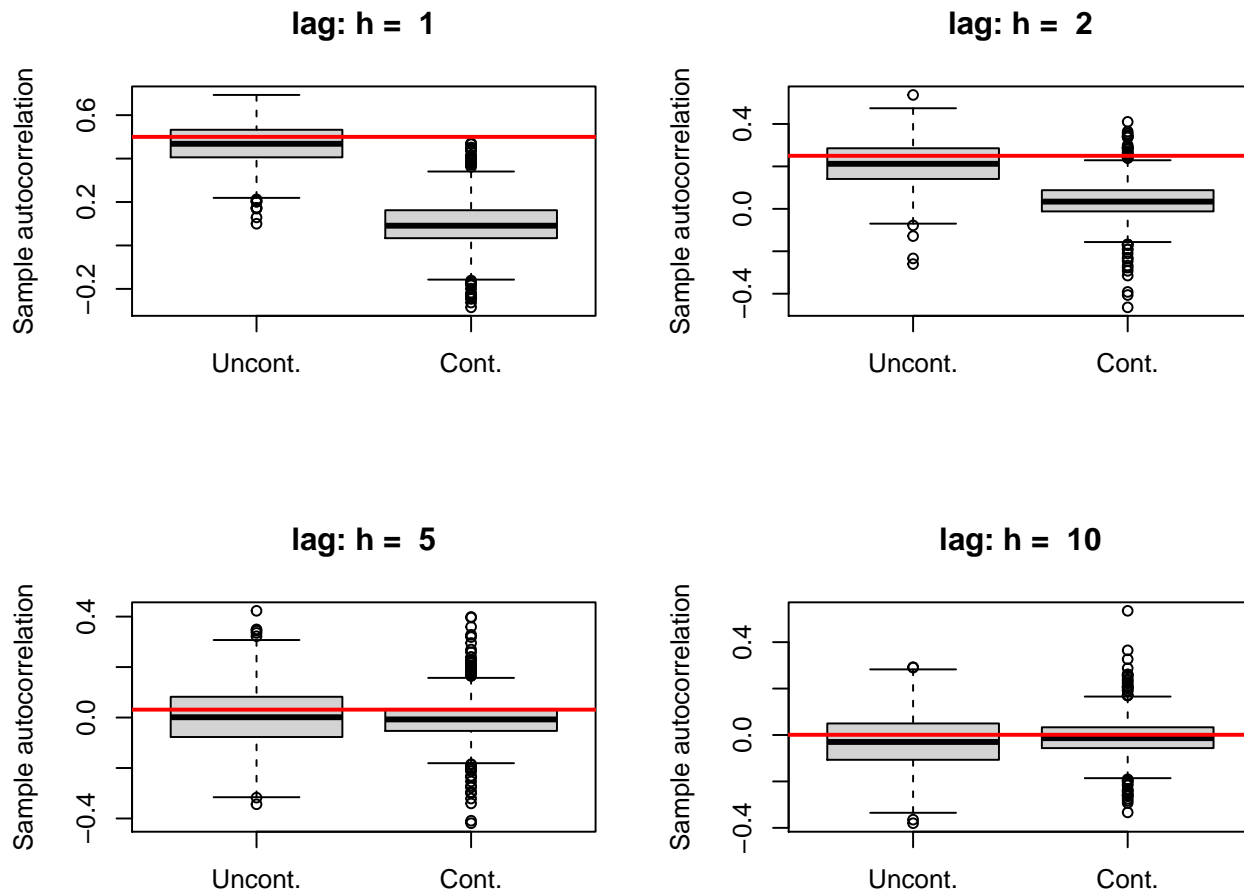 lag: h = 1
Sample autocorrelation
0.6
0.2
−0.2
Uncont.
Cont.
lag: h = 2
Sample autocorrelation
0.4
0.0
−0.4
Uncont.
Cont.
lag: h = 5
Sample autocorrelation
0.4
0.0
−0.4
Uncont.
Cont.
lag: h = 10
Sample autocorrelation
0.4
0.0
−0.4
Uncont.
Cont.